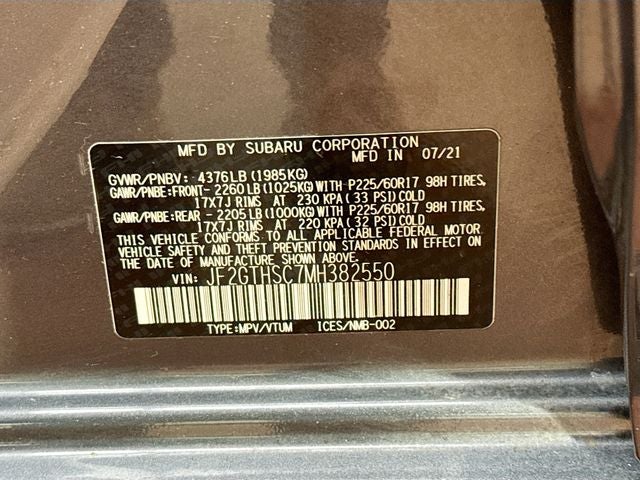 MFD BY SUBARU CORPORATION
MFD IN 07/21
GVWR/PNBV: 4376LB(1985KG)
GAWR/PNBE:FRONT-2260LB(1025KG)WITH P225/60R17 98H TIRES,
17X7J RIMS AT 230 KPA(33 PSI)COLD
GAWR/PNBE:REAR -2205LB(1000KG)WITH P225/60R17 98H TIRES,
17X7J RIMS AT 220 KPA(32 PSI)COLD
THIS VEHICLE CONFORMS TO ALL APPLICABLE FEDERAL MOTOR
VEHICLE SAFETY AND THEFT PREVENTION STANDARDS IN EFFECT ON
THE DATE OF MANUFACTURE SHOWN ABOVE.
VIN: JF2GTHSC7MH382550
TYPE:MPV/VTUM ICES/NMB-002